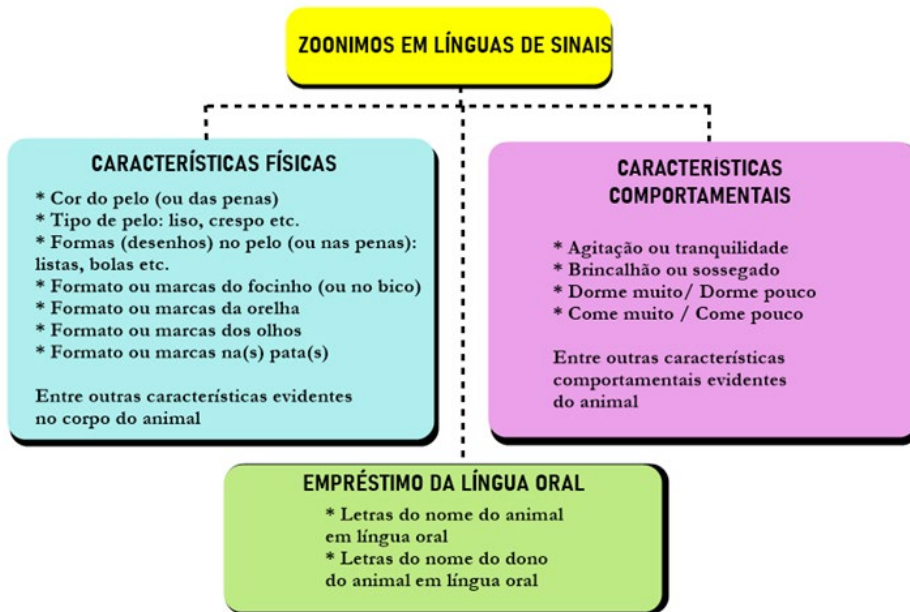 ZOONIMOS EM LÍNGUAS DE SINAIS
CARACTERÍSTICAS FÍSICAS
* Cor do pelo (ou das penas)
* Tipo de pelo: liso, crespo etc.
* Formas (desenhos) no pelo (ou nas penas):
listas, bolas etc.
* Formato ou marcas do focinho (ou no bico)
* Formato ou marcas da orelha
* Formato ou marcas dos olhos
* Formato ou marcas na(s) pata(s)
Entre outras características evidentes
no corpo do animal
CARACTERÍSTICAS
COMPORTAMENTAIS
* Agitação ou tranquilidade
* Brincalhão ou sossegado
* Dorme muito/ Dorme pouco
* Come muito / Come pouco
Entre outras características
comportamentais evidentes
do animal
EMPRÉSTIMO DA LÍNGUA ORAL
* Letras do nome do animal
em língua oral
* Letras do nome do dono
do animal em língua oral